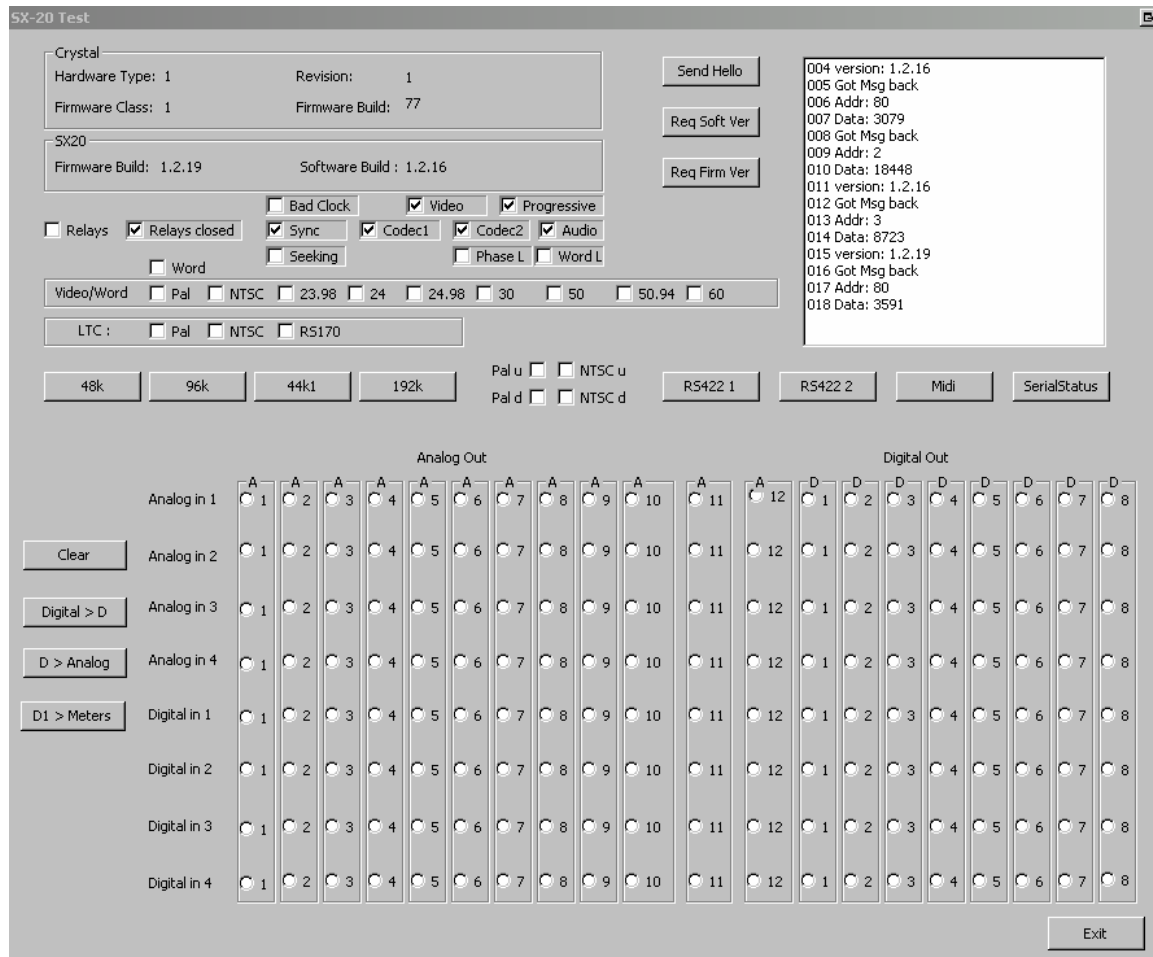 SX-20 Test
Crystal
Hardware Type: 1 Revision: 1
Firmware Class: 1 Firmware Build: 77
SX20
Firmware Build: 1.2.19 Software Build : 1.2.16
Send Hello
Req Soft Ver
Req Firm Ver
004 version: 1.2.16
005 Got Msg back
006 Addr: 80
007 Data: 3079
008 Got Msg back
009 Addr: 2
010 Data: 18448
011 version: 1.2.16
012 Got Msg back
013 Addr: 3
014 Data: 8723
015 version: 1.2.19
016 Got Msg back
017 Addr: 80
018 Data: 3591
Bad Clock Video Progressive
Relays Relays closed Sync Codec1 Codec2 Audio
Seeking Phase L Word L
Word
Video/Word Pal NTSC 23.98 24 24.98 30 50 50.94 60
LTC : Pal NTSC RS170
48k 96k 44k1 192k
Pal u NTSC u
Pal d NTSC d
RS422 1 RS422 2 Midi SerialStatus
Analog Out Digital Out
A A A A A A A A A A A A D D D D D D D D
Analog in 1 1 2 3 4 5 6 7 8 9 10 11 12 1 2 3 4 5 6 7 8
Clear
Analog in 2 1 2 3 4 5 6 7 8 9 10 11 12 1 2 3 4 5 6 7 8
Digital > D
Analog in 3 1 2 3 4 5 6 7 8 9 10 11 12 1 2 3 4 5 6 7 8
D > Analog
Analog in 4 1 2 3 4 5 6 7 8 9 10 11 12 1 2 3 4 5 6 7 8
D1 > Meters
Digital in 1 1 2 3 4 5 6 7 8 9 10 11 12 1 2 3 4 5 6 7 8
Digital in 2 1 2 3 4 5 6 7 8 9 10 11 12 1 2 3 4 5 6 7 8
Digital in 3 1 2 3 4 5 6 7 8 9 10 11 12 1 2 3 4 5 6 7 8
Digital in 4 1 2 3 4 5 6 7 8 9 10 11 12 1 2 3 4 5 6 7 8
Exit